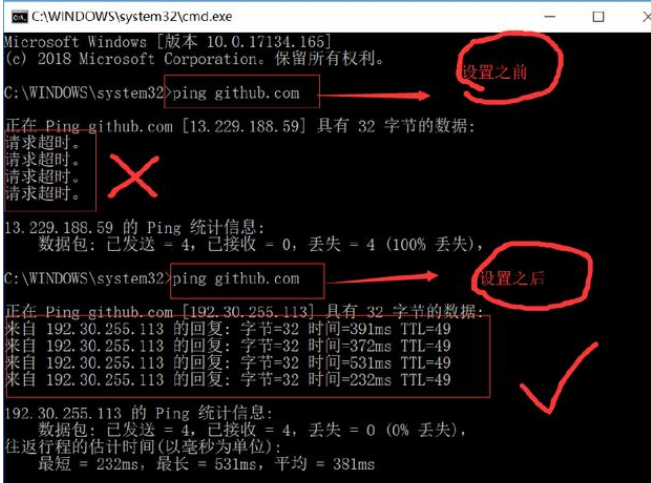 C:\WINDOWS\system32\cmd.exe
Microsoft Windows [版本 10.0.17134.165]
(c) 2018 Microsoft Corporation。保留所有权利。
设置之前
C:\WINDOWS\system32>ping github.com
正在 Ping github.com [13.229.188.59] 具有 32 字节的数据:
请求超时。
请求超时。
请求超时。
请求超时。
13.229.188.59 的 Ping 统计信息:
数据包: 已发送 = 4，已接收 = 0，丢失 = 4 (100% 丢失)，
C:\WINDOWS\system32>ping github.com
设置之后
正在 Ping github.com [192.30.255.113] 具有 32 字节的数据:
来自 192.30.255.113 的回复: 字节=32 时间=391ms TTL=49
来自 192.30.255.113 的回复: 字节=32 时间=372ms TTL=49
来自 192.30.255.113 的回复: 字节=32 时间=531ms TTL=49
来自 192.30.255.113 的回复: 字节=32 时间=232ms TTL=49
192.30.255.113 的 Ping 统计信息:
数据包: 已发送 = 4，已接收 = 4，丢失 = 0 (0% 丢失)，
往返行程的估计时间(以毫秒为单位):
最短 = 232ms，最长 = 531ms，平均 = 381ms